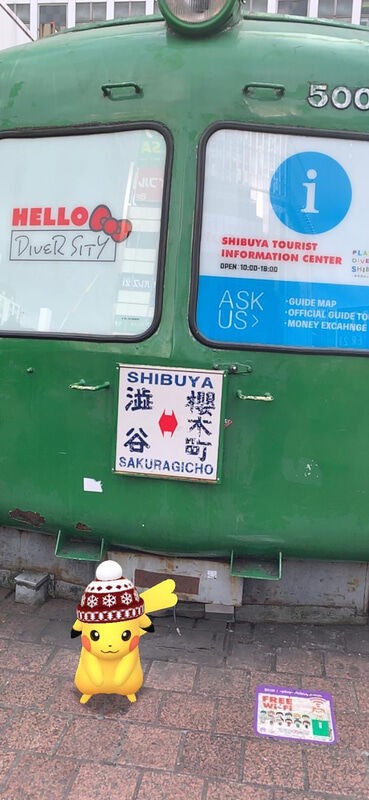 500
HELLO
DiVER SiTY
i
SHIBUYA TOURIST
INFORMATION CENTER
OPEN 10:00-18:00
ASK
US>
・GUIDE MAP
・OFFICIAL GUIDE TO
・MONEY EXCAHNGE
SHIBUYA
澁谷
櫻木町
SAKURAGICHO
FREE
Wi-Fi